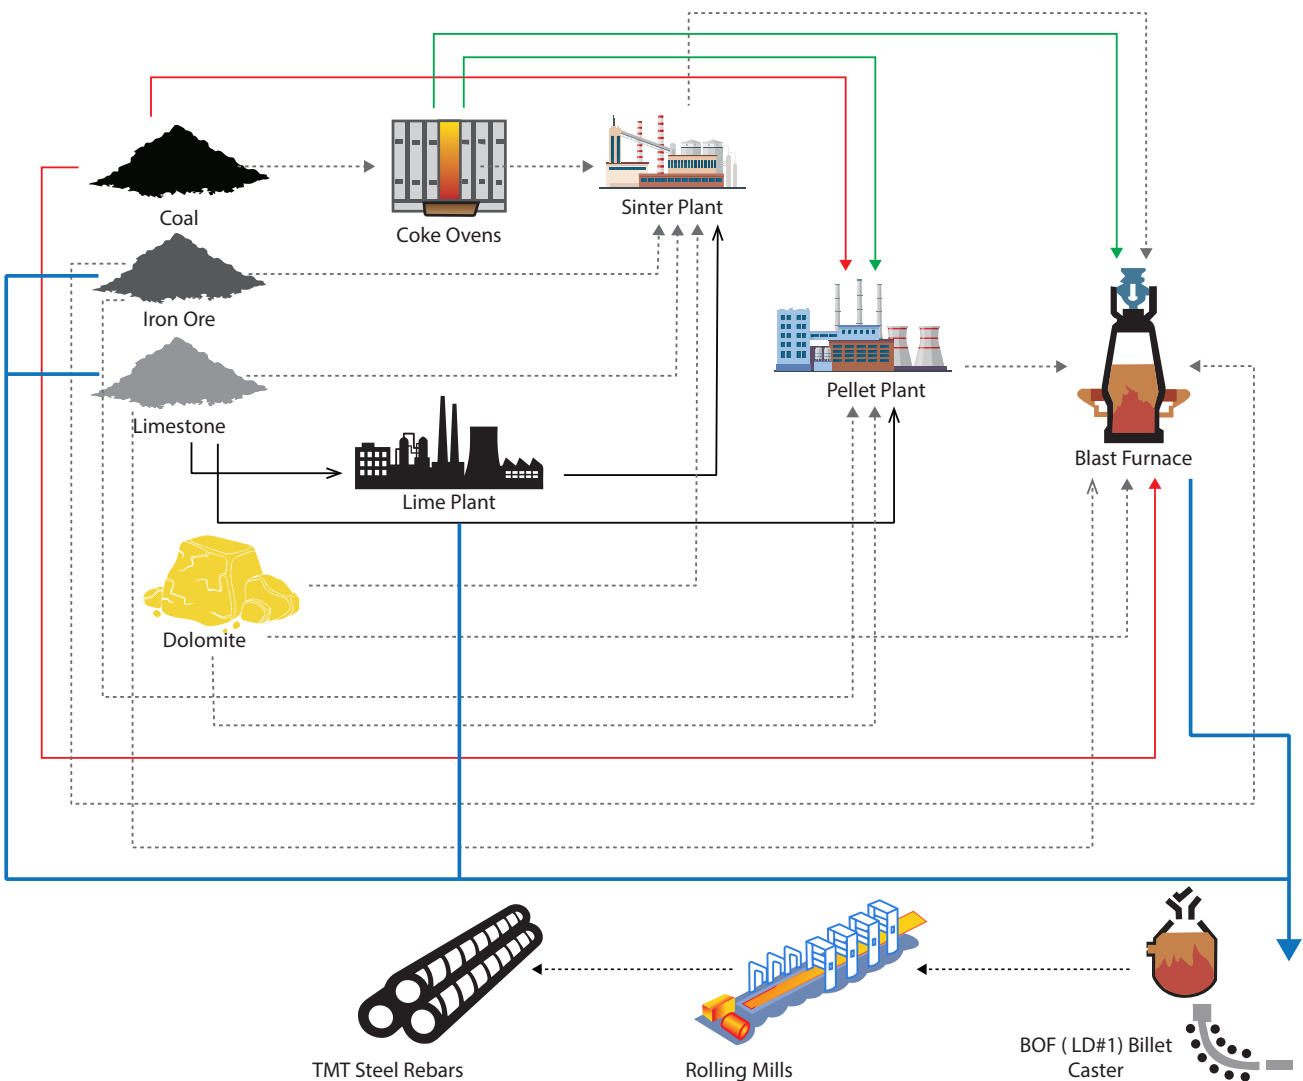 Coal
Coke Ovens
Sinter Plant
Iron Ore
Limestone
Pellet Plant
Blast Furnace
Lime Plant
Dolomite
TMT Steel Rebars
Rolling Mills
BOF ( LD#1) Billet
Caster